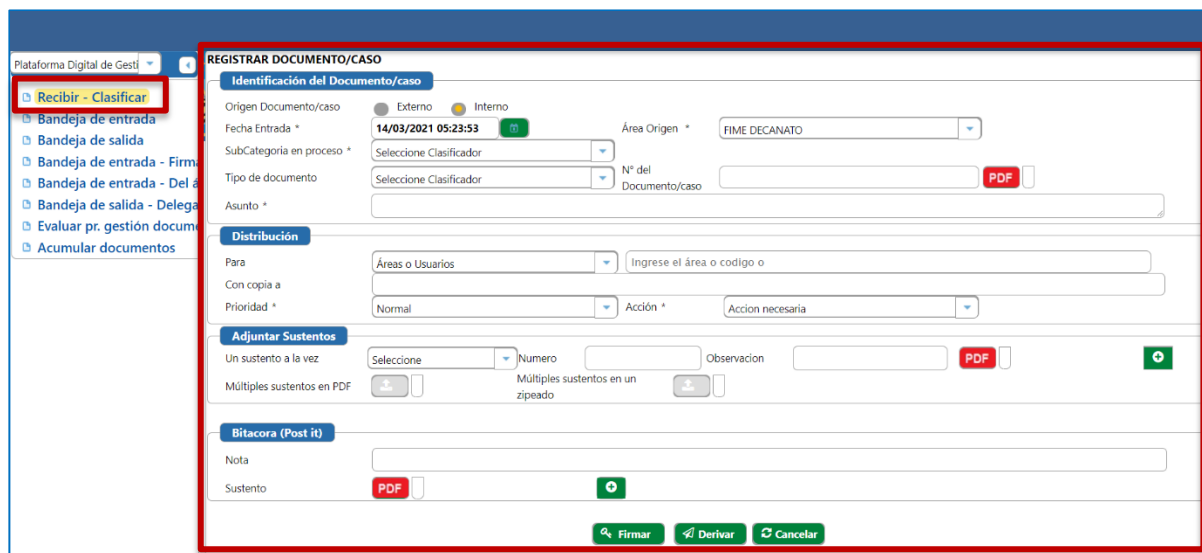 Plataforma Digital de Gesti
Recibir - Clasificar
Bandeja de entrada
Bandeja de salida
Bandeja de entrada - Firma
Bandeja de entrada - Del á
Bandeja de salida - Delega
Evaluar pr. gestión docume
Acumular documentos
REGISTRAR DOCUMENTO/CASO
Identificación del Documento/caso
Origen Documento/caso Externo Interno
Fecha Entrada * 14/03/2021 05:23:53 Área Origen * FIME DECANATO
SubCategoria en proceso * Seleccione Clasificador
Tipo de documento Seleccione Clasificador N° del Documento/caso PDF
Asunto *
Distribución
Para Áreas o Usuarios Ingrese el área o codigo o
Con copia a
Prioridad * Normal Acción * Accion necesaria
Adjuntar Sustentos
Un sustento a la vez Seleccione Numero Observacion PDF
Múltiples sustentos en PDF Múltiples sustentos en un zipeado
Bitacora (Post it)
Nota
Sustento PDF
Firmar Derivar Cancelar